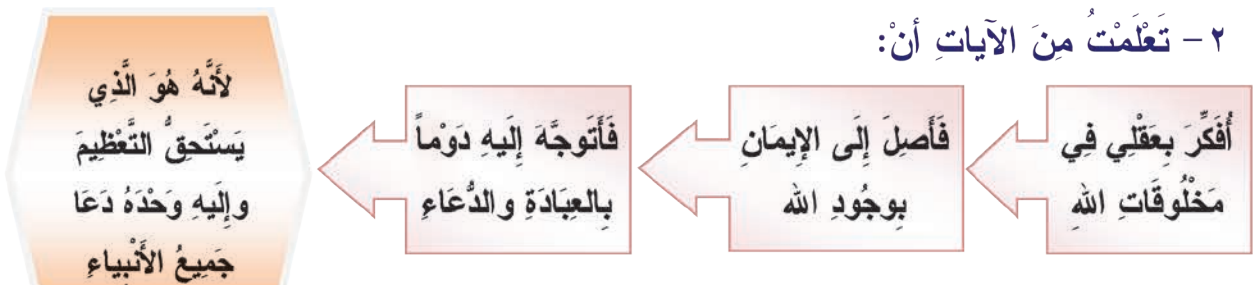 ٢ - تَعْلَمْتُ مِنَ الآياتِ أنْ:
أُفَكِّرَ بِعَقْلِي فِي
مَخْلُوقَاتِ اللهِ
فَأَصِلَ إِلَى الإِيمَانِ
بِوجُودِ الله
فَأَتَوجَّهَ إِلَيهِ دَوْماً
بِالعِبَادَةِ والدُّعَاءِ
لأَنَّهُ هُوَ الَّذِي
يَسْتَحِقُّ التَّعْظِيمَ
وإِلَيهِ وَحْدَهُ دَعَا
جَمِيعُ الأَنْبِياءِ